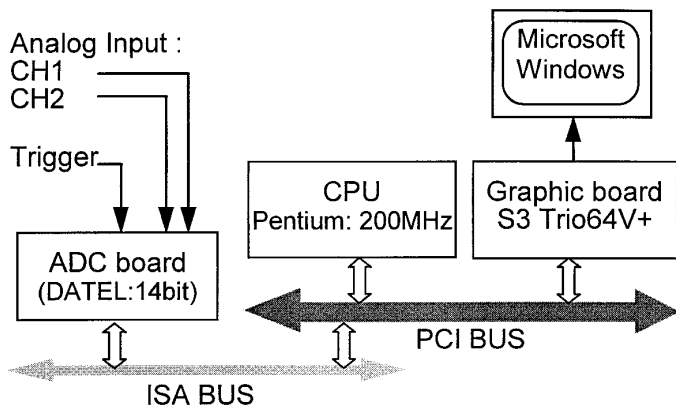 Analog Input :
CH1
CH2
Trigger
ADC board
(DATEL:14bit)
ISA BUS
CPU
Pentium: 200MHz
Microsoft
Windows
Graphic board
S3 Trio64V+
PCI BUS